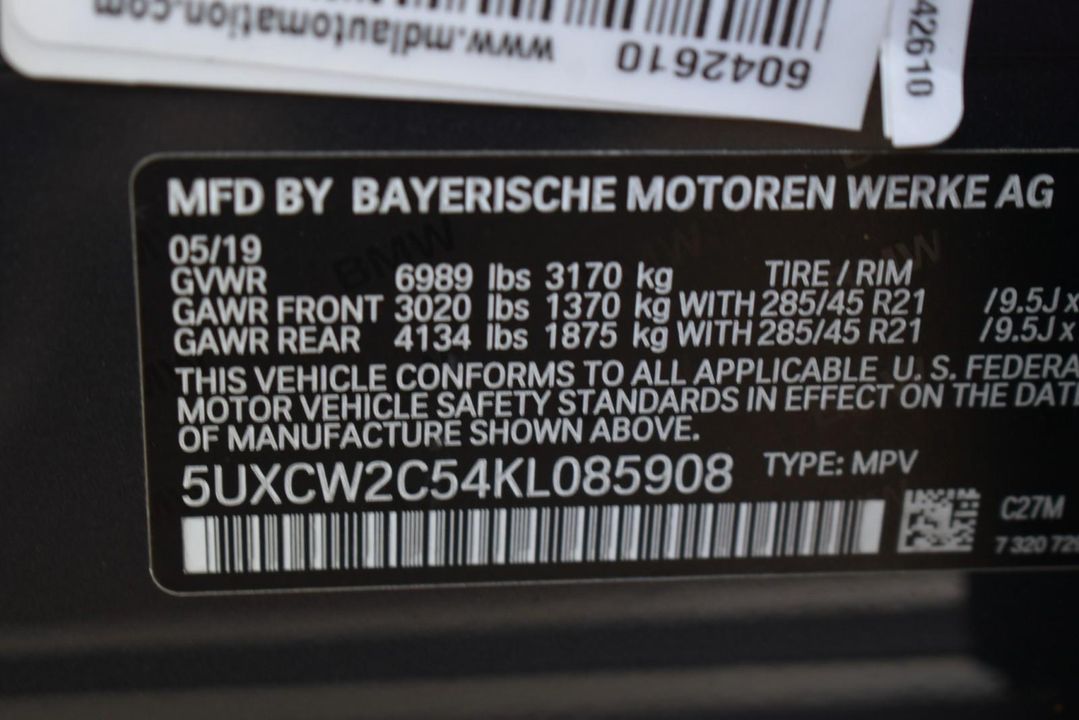 www.mdlautomation.com
6042610
42610
MFD BY BAYERISCHE MOTOREN WERKE AG
05/19
GVWR 6989 lbs 3170 kg TIRE / RIM
GAWR FRONT 3020 lbs 1370 kg WITH 285/45 R21 /9.5J x
GAWR REAR 4134 lbs 1875 kg WITH 285/45 R21 /9.5J x
THIS VEHICLE CONFORMS TO ALL APPLICABLE U. S. FEDERA
MOTOR VEHICLE SAFETY STANDARDS IN EFFECT ON THE DAT
OF MANUFACTURE SHOWN ABOVE.
5UXCW2C54KL085908 TYPE: MPV
C27M
7 320 72